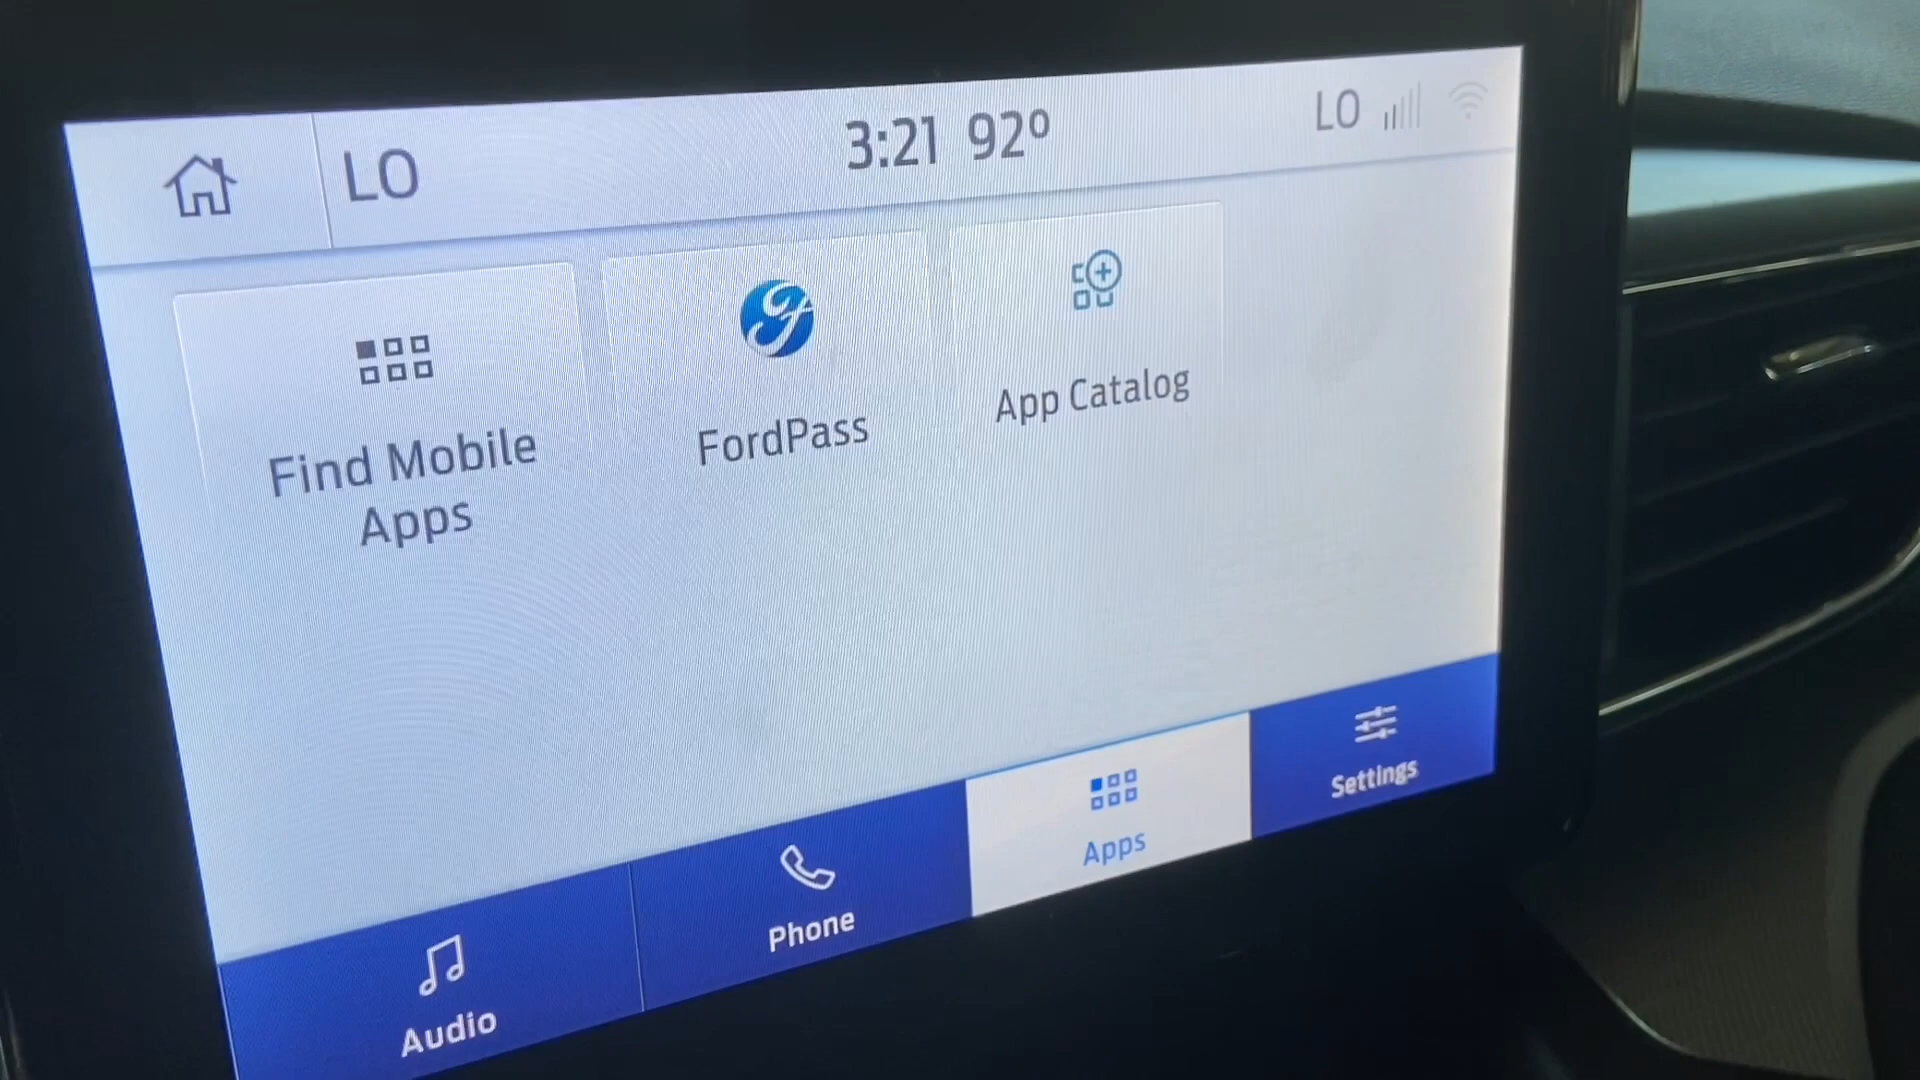 LO
3:21 92°
LO
Find Mobile
Apps
FordPass
App Catalog
Audio
Phone
Apps
Settings